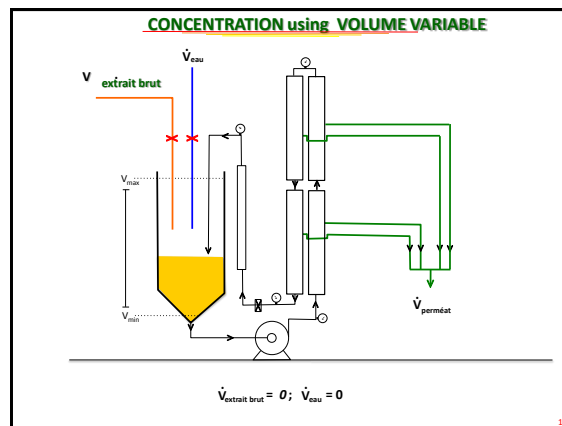 CONCENTRATION using VOLUME VARIABLE
V̇eau
V̇ extrait brut
Vmax
Vmin
V̇perméat
V̇extrait brut = 0 ; V̇eau = 0
1